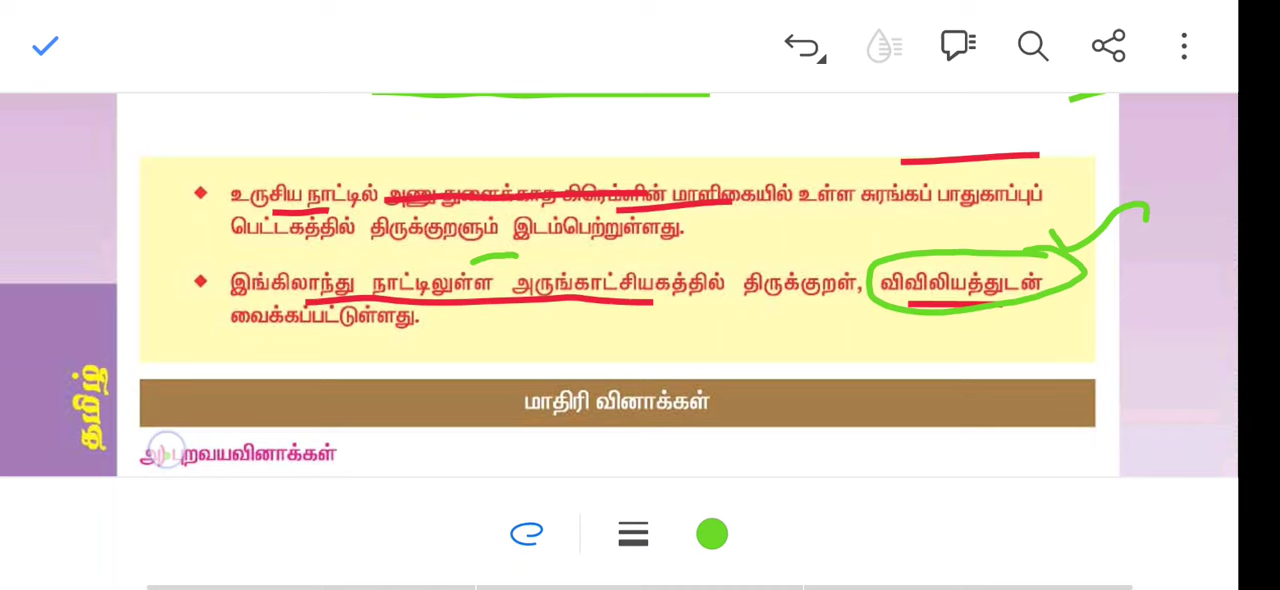 உருசிய நாட்டில் அணு துளைக்காத கிரெம்ளின் மாளிகையில் உள்ள சுரங்கப் பாதுகாப்புப்
பெட்டகத்தில் திருக்குறளும் இடம்பெற்றுள்ளது.
இங்கிலாந்து நாட்டிலுள்ள அருங்காட்சியகத்தில் திருக்குறள், விவிலியத்துடன்
வைக்கப்பட்டுள்ளது.
தமிழ்
மாதிரி வினாக்கள்
அ) புறவயவினாக்கள்